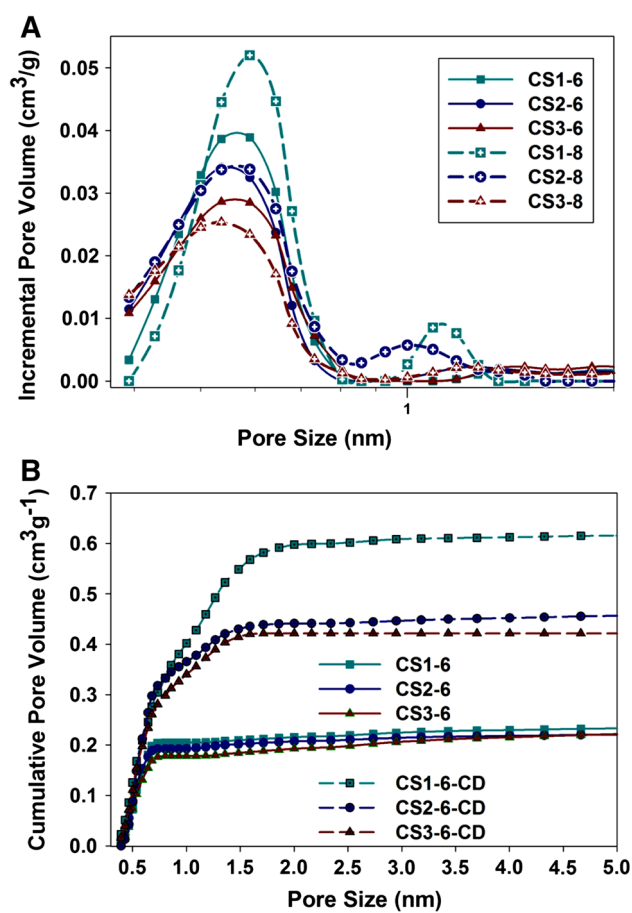 A
Incremental Pore Volume (cm³/g)
0.05
0.04
0.03
0.02
0.01
0.00
CS1-6
CS2-6
CS3-6
CS1-8
CS2-8
CS3-8
1
Pore Size (nm)
B
Cumulative Pore Volume (cm³g⁻¹)
0.7
0.6
0.5
0.4
0.3
0.2
0.1
0.0
CS1-6
CS2-6
CS3-6
CS1-6-CD
CS2-6-CD
CS3-6-CD
0.5 1.0 1.5 2.0 2.5 3.0 3.5 4.0 4.5 5.0
Pore Size (nm)